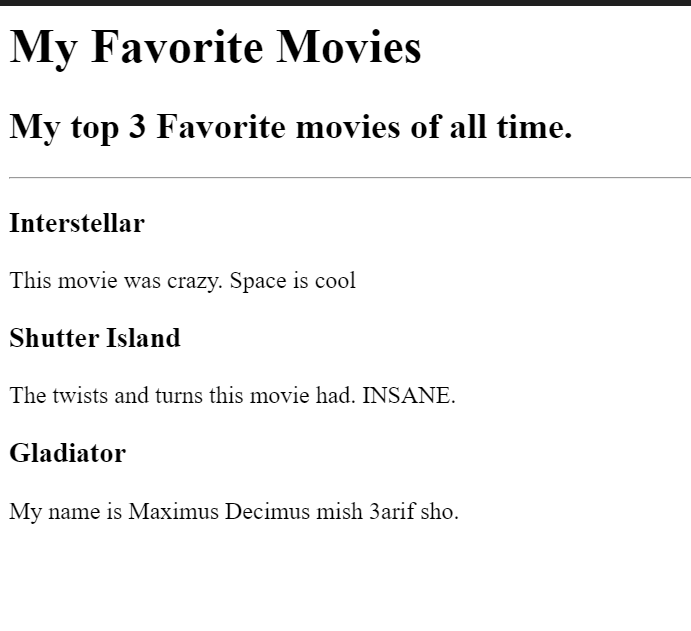 My Favorite Movies
My top 3 Favorite movies of all time.
Interstellar
This movie was crazy. Space is cool
Shutter Island
The twists and turns this movie had. INSANE.
Gladiator
My name is Maximus Decimus mish 3arif sho.